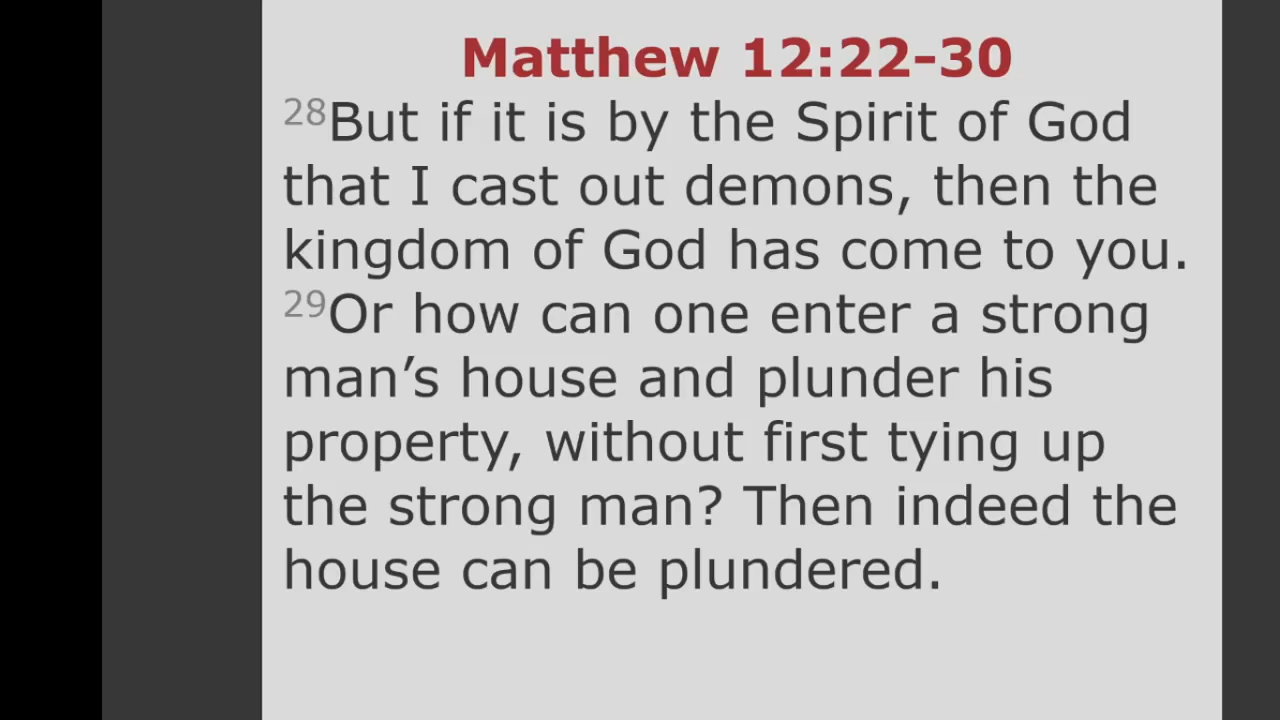 Matthew 12:22-30
28But if it is by the Spirit of God
that I cast out demons, then the
kingdom of God has come to you.
29Or how can one enter a strong
man’s house and plunder his
property, without first tying up
the strong man? Then indeed the
house can be plundered.